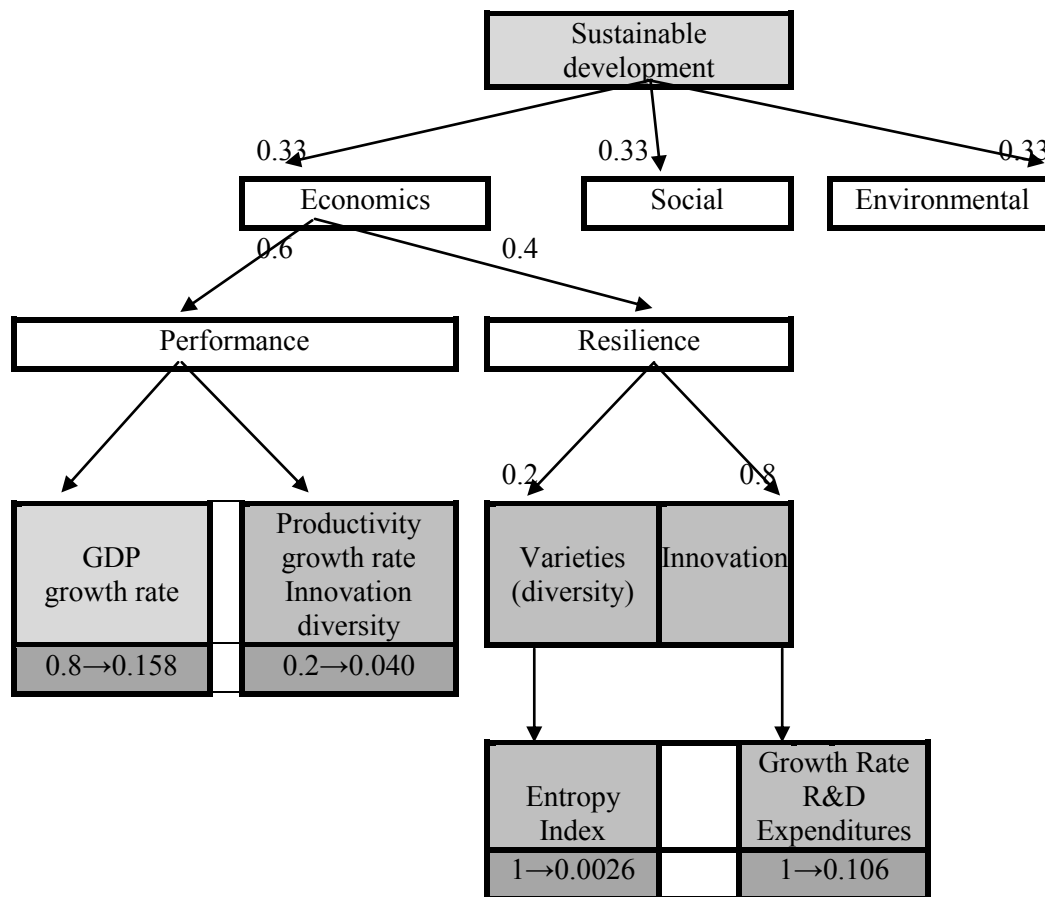 Sustainable
development
0.33
0.33
0.33
Economics
Social
Environmental
0.6
0.4
Performance
Resilience
0.2
0.8
GDP
growth rate
Productivity
growth rate
Innovation
diversity
Varieties
(diversity)
Innovation
0.8→0.158
0.2→0.040
Entropy
Index
Growth Rate
R&D
Expenditures
1→0.0026
1→0.106